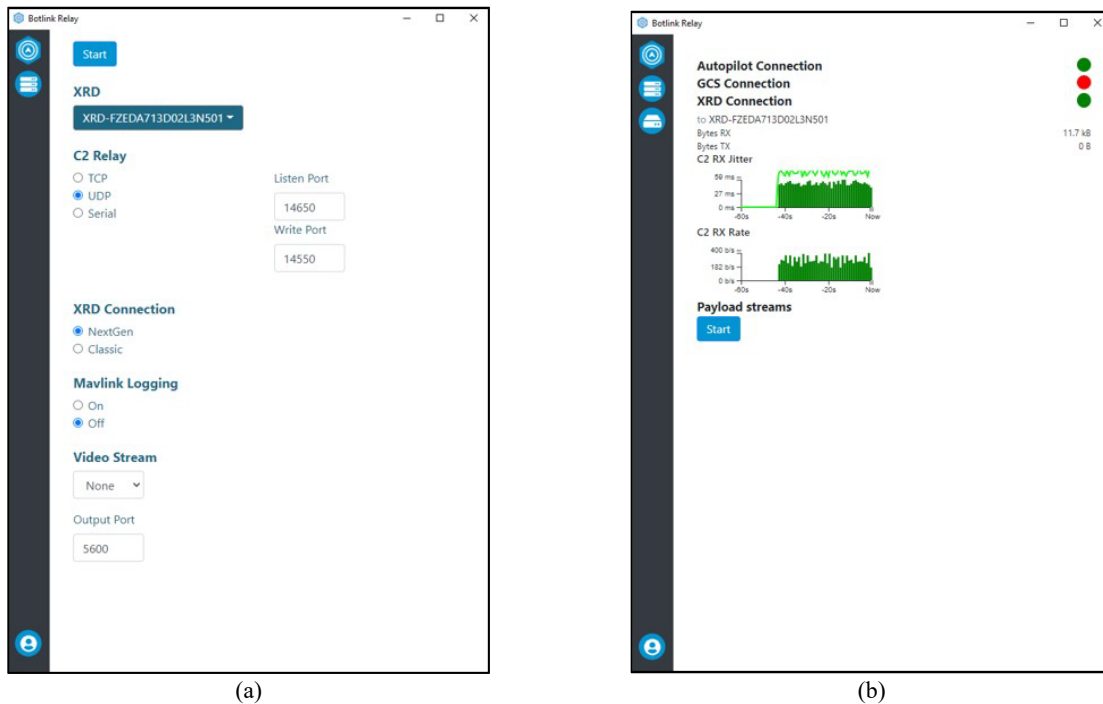 Botlink Relay
Start
XRD
XRD-FZEDA713D02L3N501
C2 Relay
TCP
UDP
Serial
Listen Port
14650
Write Port
14550
XRD Connection
NextGen
Classic
Mavlink Logging
On
Off
Video Stream
None
Output Port
5600
(a)
Botlink Relay
Autopilot Connection
GCS Connection
XRD Connection
to XRD-FZEDA713D02L3N501
Bytes RX 11.7 kB
Bytes TX 0 B
C2 RX Jitter
59 ms
27 ms
0 ms
-60s -40s -20s Now
C2 RX Rate
400 b/s
182 b/s
0 b/s
-60s -40s -20s Now
Payload streams
Start
(b)